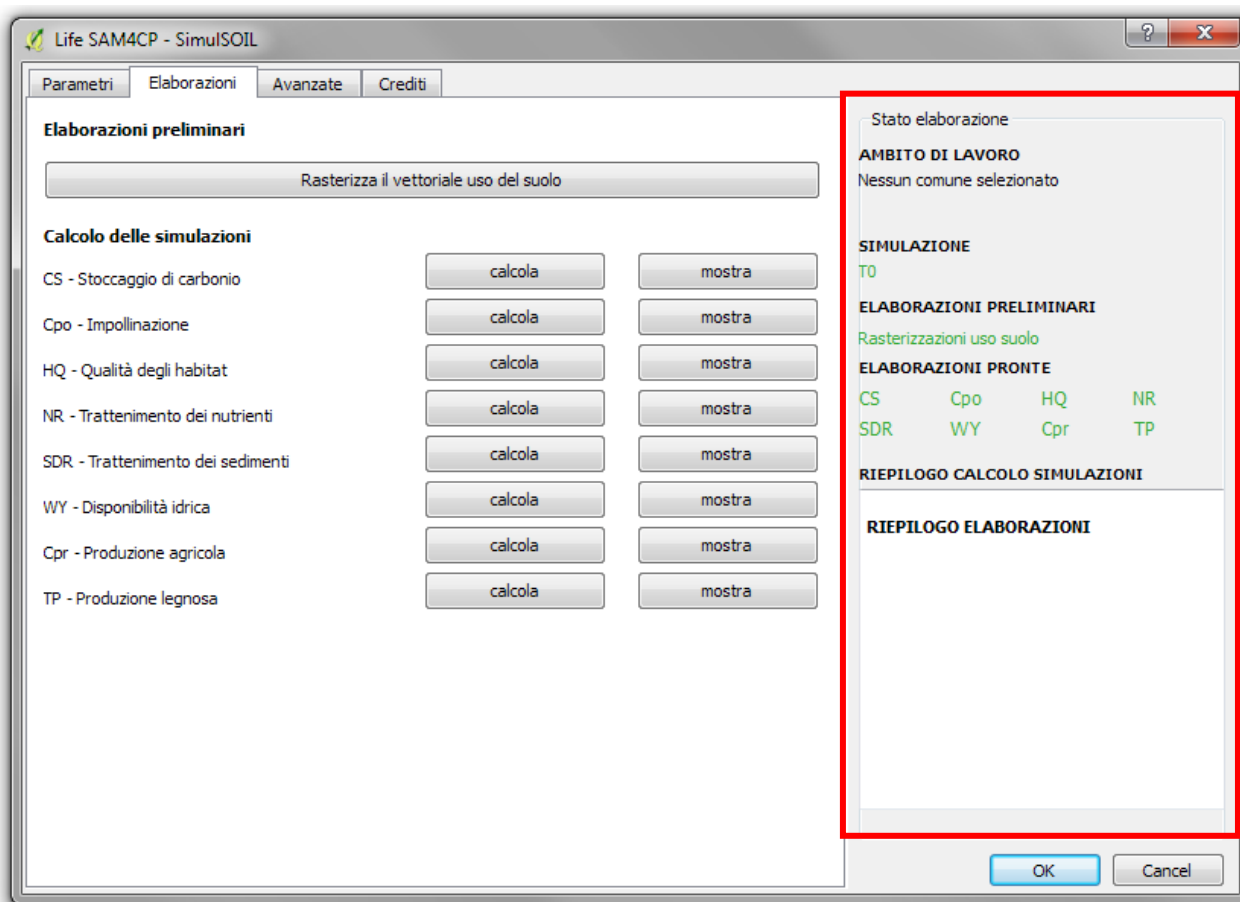 Life SAM4CP - SimulSOIL
?
X
Parametri Elaborazioni Avanzate Crediti
Elaborazioni preliminari
Rasterizza il vettoriale uso del suolo
Calcolo delle simulazioni
CS - Stoccaggio di carbonio calcola mostra
Cpo - Impollinazione calcola mostra
HQ - Qualità degli habitat calcola mostra
NR - Trattenimento dei nutrienti calcola mostra
SDR - Trattenimento dei sedimenti calcola mostra
WY - Disponibilità idrica calcola mostra
Cpr - Produzione agricola calcola mostra
TP - Produzione legnosa calcola mostra
Stato elaborazione
AMBITO DI LAVORO
Nessun comune selezionato
SIMULAZIONE
T0
ELABORAZIONI PRELIMINARI
Rasterizzazioni uso suolo
ELABORAZIONI PRONTE
CS Cpo HQ NR
SDR WY Cpr TP
RIEPILOGO CALCOLO SIMULAZIONI
RIEPILOGO ELABORAZIONI
OK Cancel